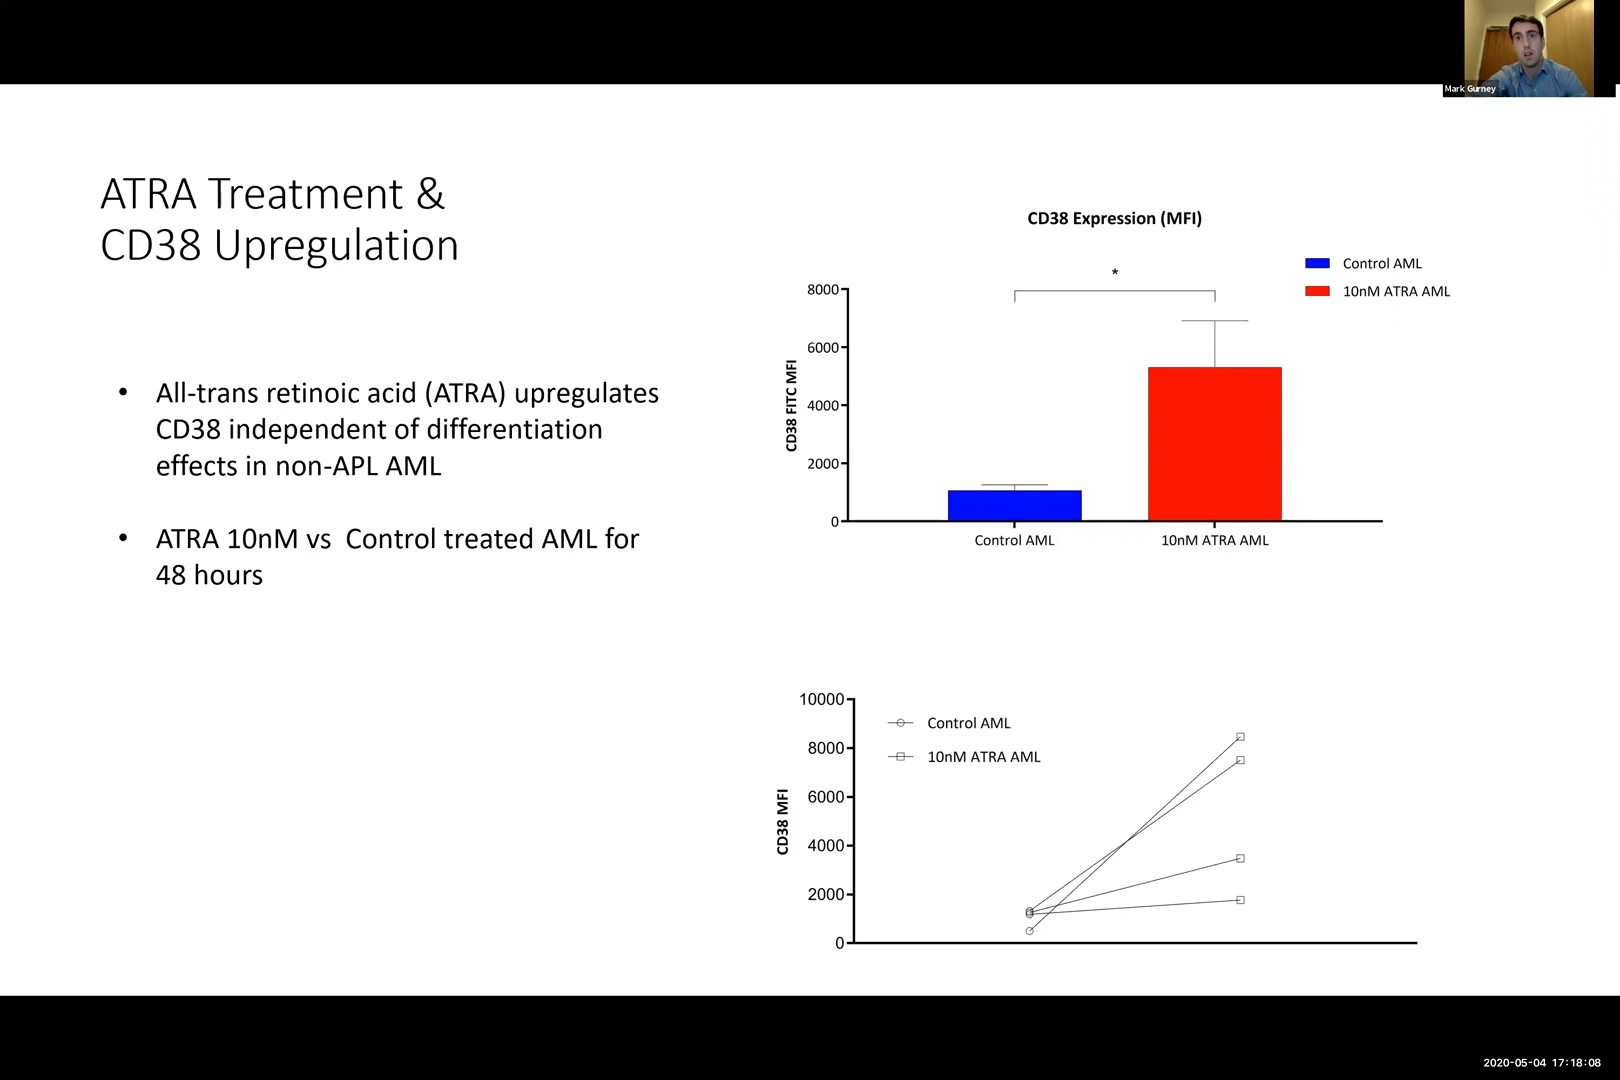 Mark Gurney
ATRA Treatment &
CD38 Upregulation
• All-trans retinoic acid (ATRA) upregulates
CD38 independent of differentiation
effects in non-APL AML
• ATRA 10nM vs Control treated AML for
48 hours
CD38 Expression (MFI)
Control AML
10nM ATRA AML
*
8000
6000
4000
2000
0
CD38 FITC MFI
Control AML
10nM ATRA AML
10000
8000
6000
4000
2000
0
CD38 MFI
Control AML
10nM ATRA AML
2020-05-04 17:18:08